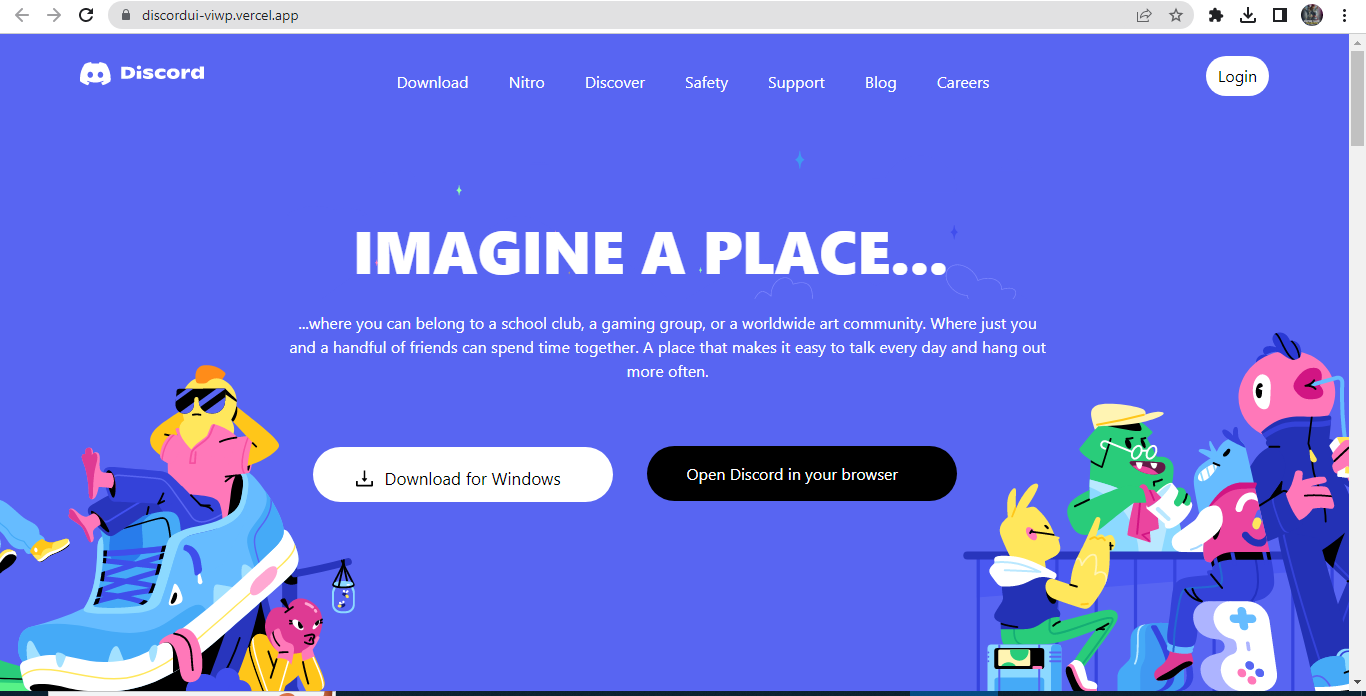 discordui-viwp.vercel.app
Discord
Download Nitro Discover Safety Support Blog Careers
Login
IMAGINE A PLACE...
...where you can belong to a school club, a gaming group, or a worldwide art community. Where just you
and a handful of friends can spend time together. A place that makes it easy to talk every day and hang out
more often.
Download for Windows
Open Discord in your browser